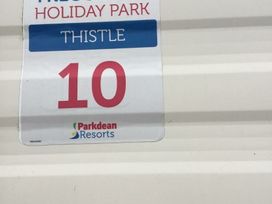 HOLIDAY PARK
THISTLE
10
Parkdean
Resorts